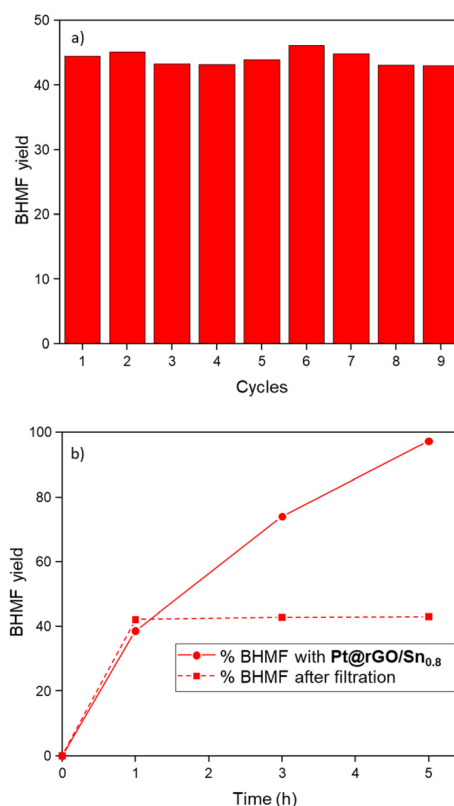 a)
50
40
30
20
10
0
BHMF yield
1 2 3 4 5 6 7 8 9
Cycles
b)
100
80
60
40
20
0
BHMF yield
% BHMF with Pt@rGO/Sn0.8
% BHMF after filtration
0 1 2 3 4 5
Time (h)